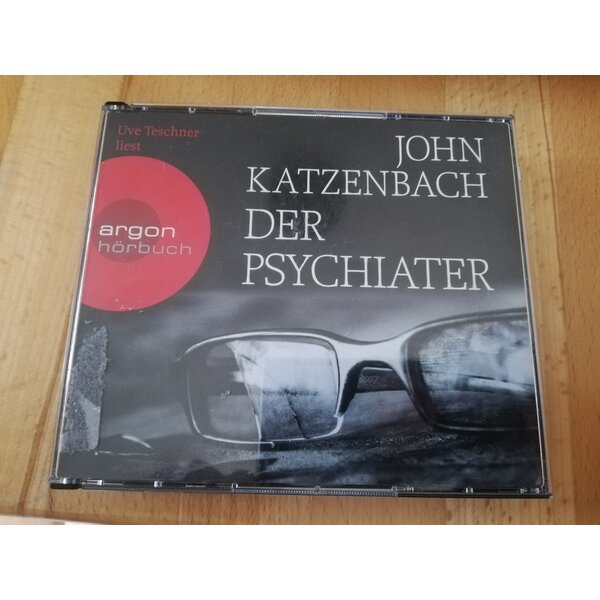 Uve Teschner
liest
JOHN
KATZENBACH
DER
PSYCHIATER
argon
hörbuch